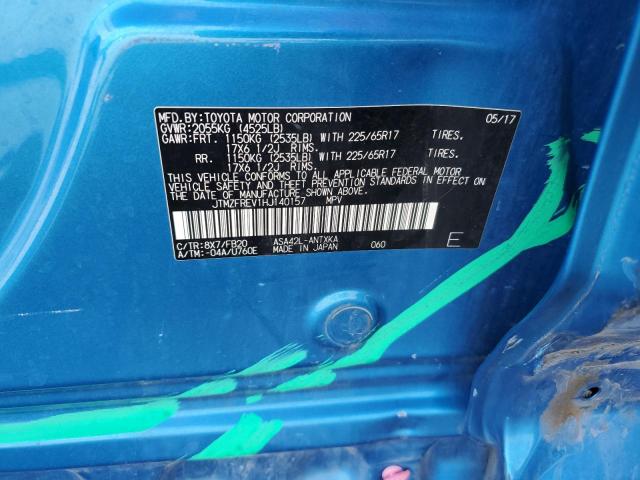 MFD. BY: TOYOTA MOTOR CORPORATION 05/17
GVWR: 2055KG (4525LB)
GAWR: FRT. 1150KG (2535LB) WITH 225/65R17 TIRES.
17X6 1/2J RIMS.
RR. 1150KG (2535LB) WITH 225/65R17 TIRES.
17X6 1/2J RIMS.
THIS VEHICLE CONFORMS TO ALL APPLICABLE FEDERAL MOTOR
VEHICLE SAFETY, BUMPER, AND THEFT PREVENTION STANDARDS IN
EFFECT ON THE DATE OF MANUFACTURE SHOWN ABOVE.
JTMZFREV1HJ140157 MPV
C/TR: 8X7/FB20 ASA42L-ANTXKA 060 E
A/TM: -04A/U760E MADE IN JAPAN